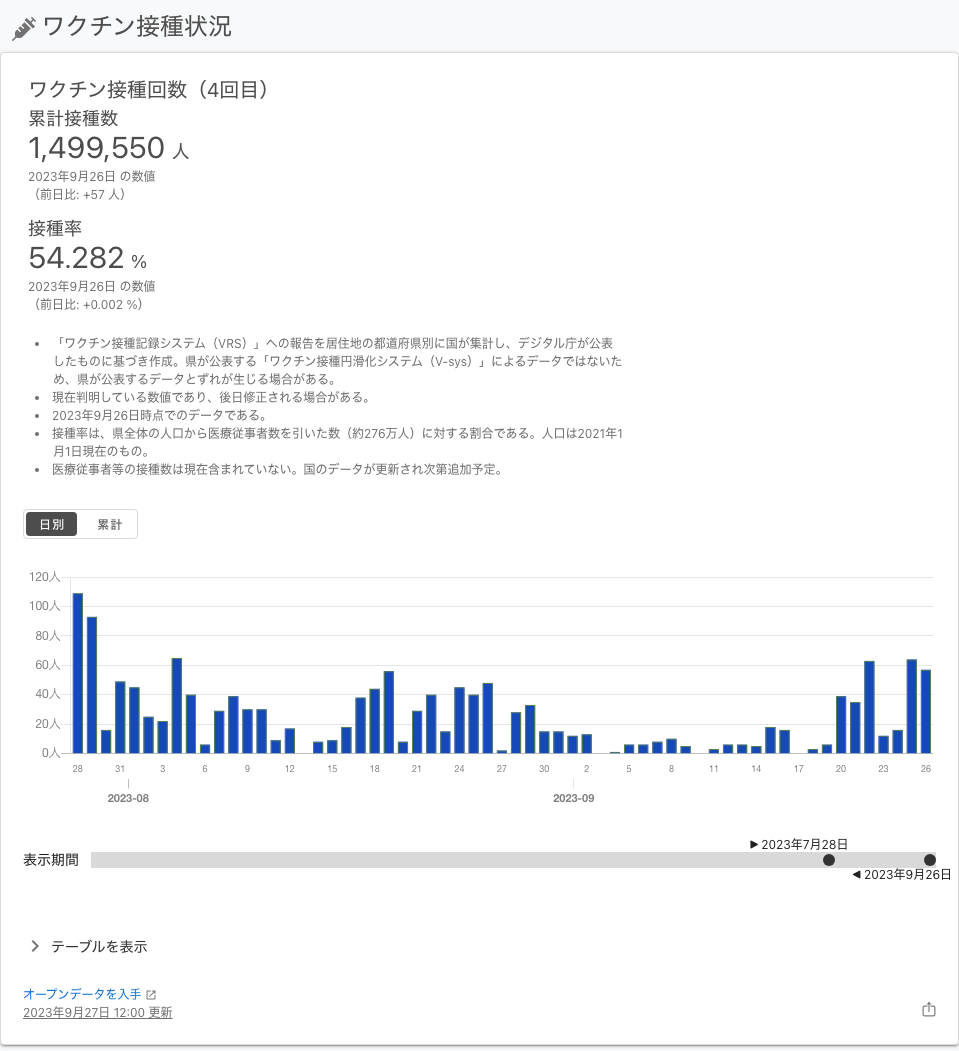 ワクチン接種状況
ワクチン接種回数（4回目）
累計接種数
1,499,550 人
2023年9月26日 の数値
（前日比: +57 人）
接種率
54.282 %
2023年9月26日 の数値
（前日比: +0.002 %）
• 「ワクチン接種記録システム（VRS）」への報告を居住地の都道府県別に国が集計し、デジタル庁が公表
したものに基づき作成。県が公表する「ワクチン接種円滑化システム（V-sys）」によるデータではないた
め、県が公表するデータとずれが生じる場合がある。
• 現在判明している数値であり、後日修正される場合がある。
• 2023年9月26日時点でのデータである。
• 接種率は、県全体の人口から医療従事者数を引いた数（約276万人）に対する割合である。人口は2021年1
月1日現在のもの。
• 医療従事者等の接種数は現在含まれていない。国のデータが更新され次第追加予定。
日別 累計
120人
100人
80人
60人
40人
20人
0人
28 31 3 6 9 12 15 18 21 24 27 30 2 5 8 11 14 17 20 23 26
2023-08 2023-09
▶ 2023年7月28日
表示期間
◀ 2023年9月26日
テーブルを表示
オープンデータを入手
2023年9月27日 12:00 更新